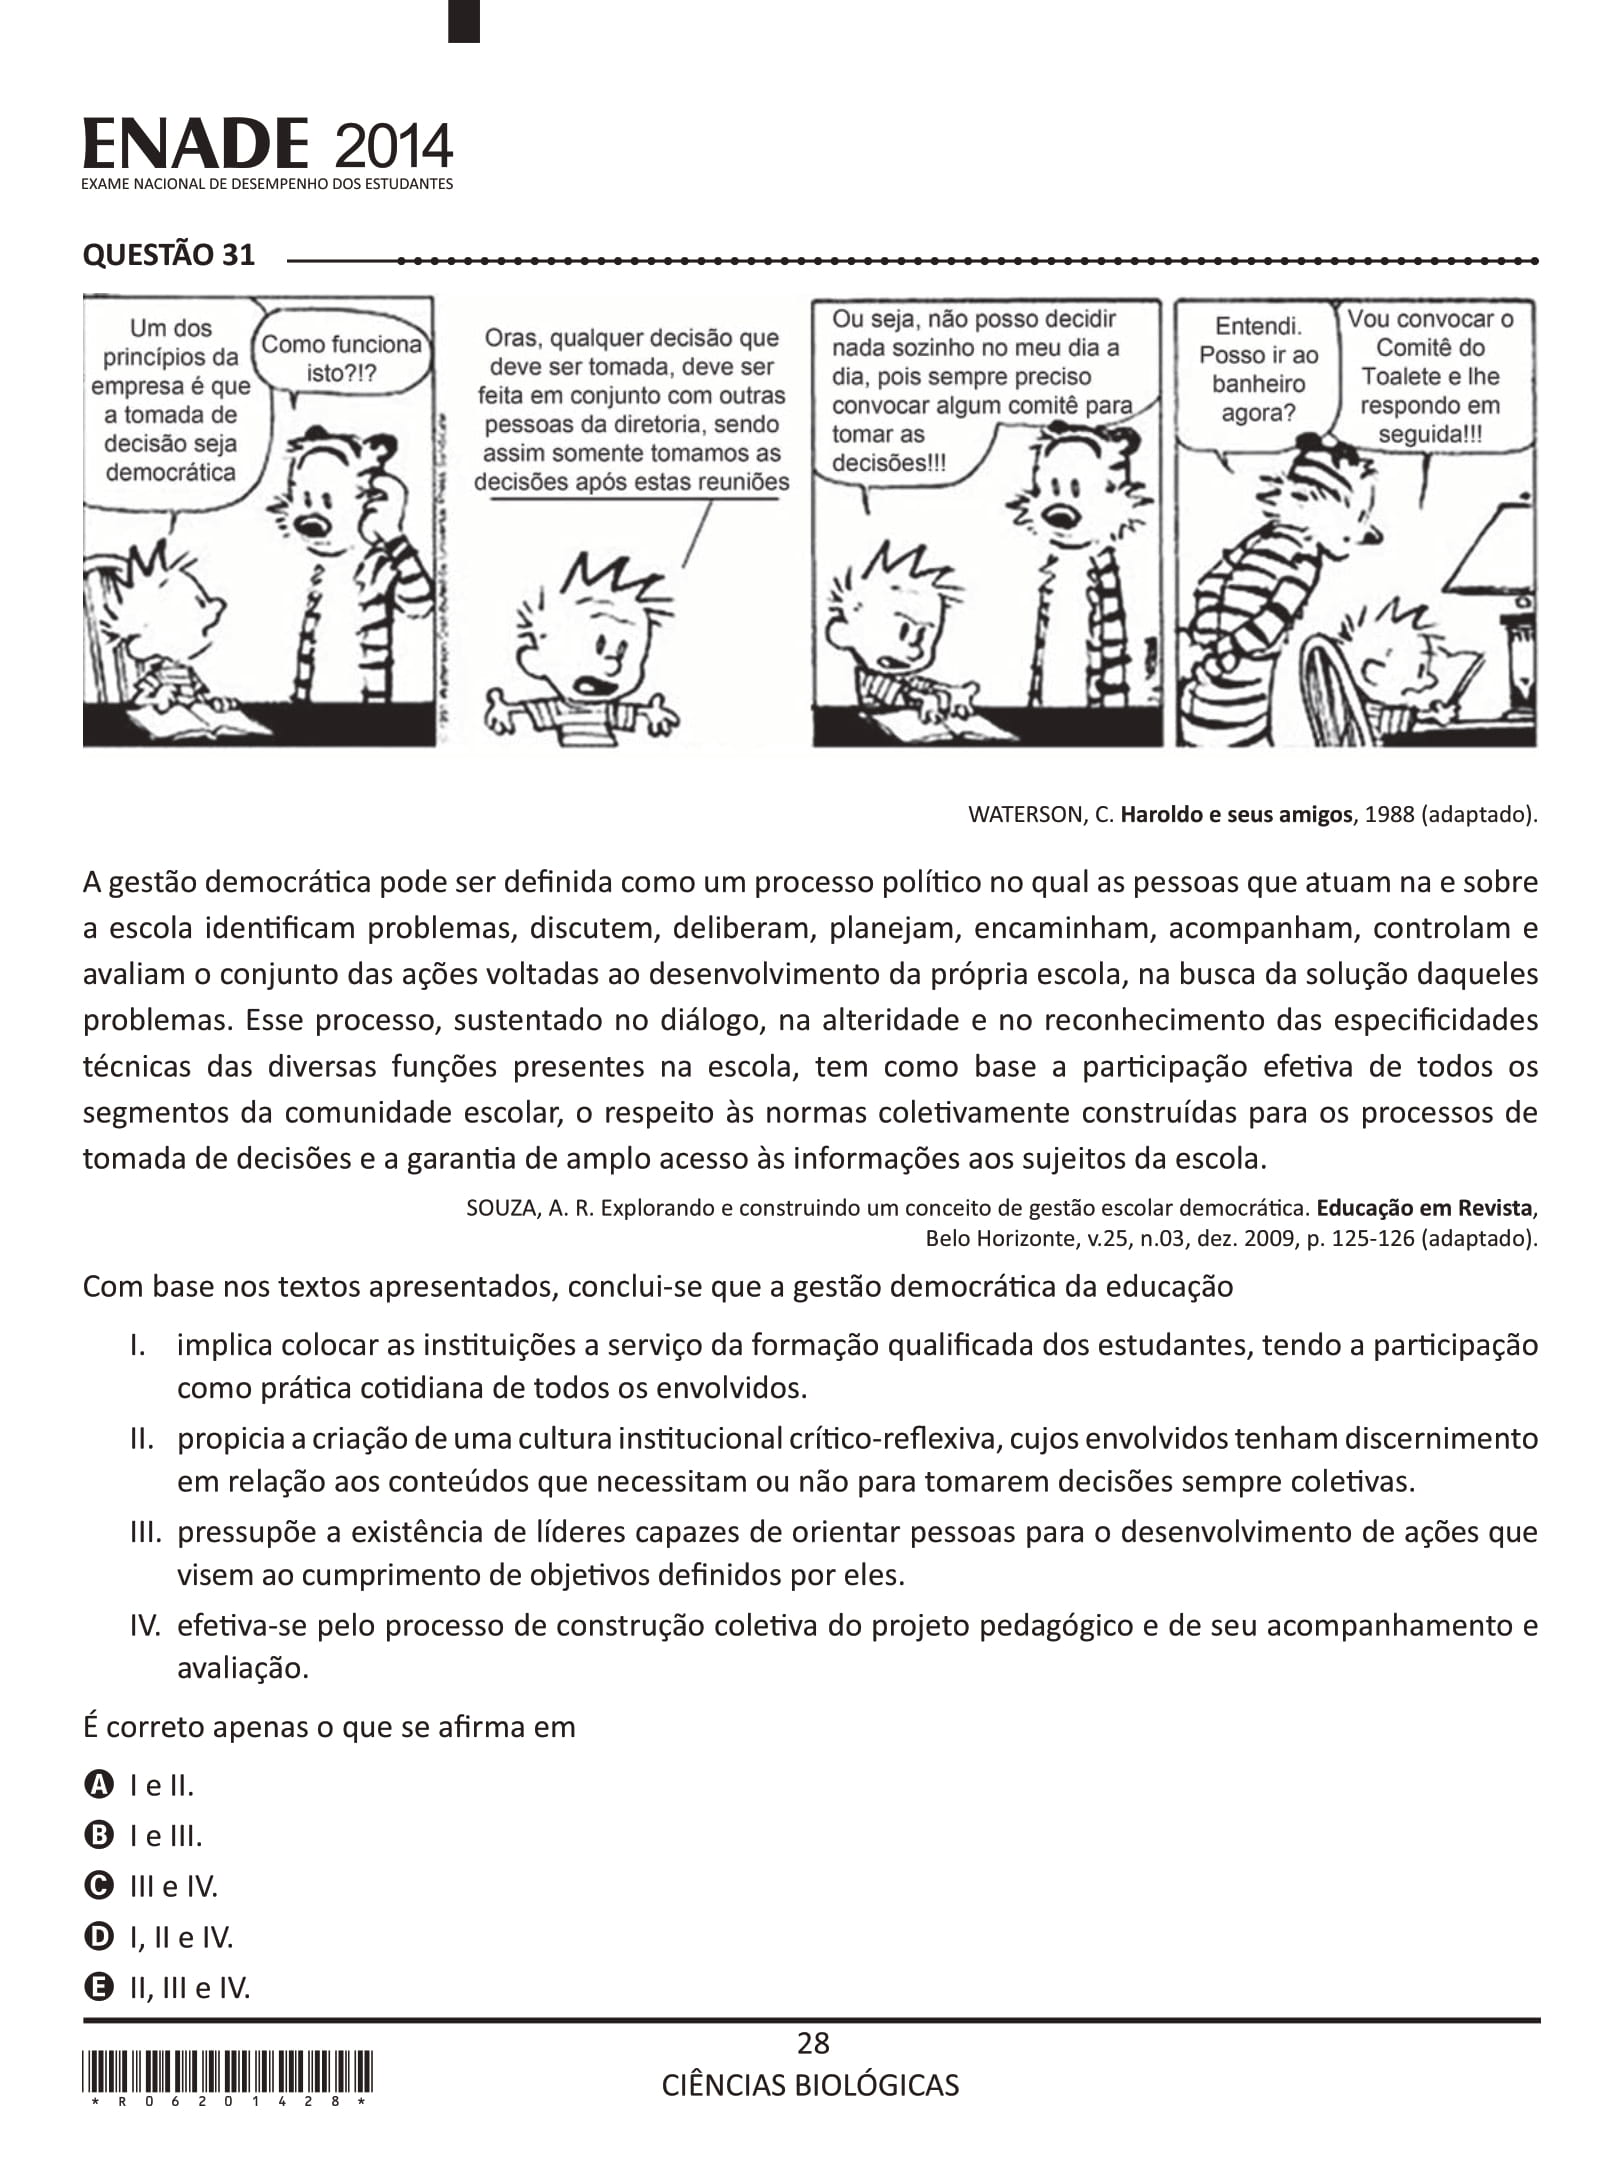 ENADE 2014
EXAME NACIONAL DE DESEMPENHO DOS ESTUDANTES
QUESTÃO 31
Um dos
princípios da
empresa é que
a tomada de
decisão seja
democrática
Como funciona
isto?!?
Oras, qualquer decisão que
deve ser tomada, deve ser
feita em conjunto com outras
pessoas da diretoria, sendo
assim somente tomamos as
decisões após estas reuniões
Ou seja, não posso decidir
nada sozinho no meu dia a
dia, pois sempre preciso
convocar algum comitê para
tomar as
decisões!!!
Entendi.
Posso ir ao
banheiro
agora?
Vou convocar o
Comitê do
Toalete e lhe
respondo em
seguida!!!
WATERSON, C. Haroldo e seus amigos, 1988 (adaptado).
A gestão democrática pode ser definida como um processo político no qual as pessoas que atuam na e sobre
a escola identificam problemas, discutem, deliberam, planejam, encaminham, acompanham, controlam e
avaliam o conjunto das ações voltadas ao desenvolvimento da própria escola, na busca da solução daqueles
problemas. Esse processo, sustentado no diálogo, na alteridade e no reconhecimento das especificidades
técnicas das diversas funções presentes na escola, tem como base a participação efetiva de todos os
segmentos da comunidade escolar, o respeito às normas coletivamente construídas para os processos de
tomada de decisões e a garantia de amplo acesso às informações aos sujeitos da escola.
SOUZA, A. R. Explorando e construindo um conceito de gestão escolar democrática. Educação em Revista,
Belo Horizonte, v.25, n.03, dez. 2009, p. 125-126 (adaptado).
Com base nos textos apresentados, conclui-se que a gestão democrática da educação
I. implica colocar as instituições a serviço da formação qualificada dos estudantes, tendo a participação
como prática cotidiana de todos os envolvidos.
II. propicia a criação de uma cultura institucional crítico-reflexiva, cujos envolvidos tenham discernimento
em relação aos conteúdos que necessitam ou não para tomarem decisões sempre coletivas.
III. pressupõe a existência de líderes capazes de orientar pessoas para o desenvolvimento de ações que
visem ao cumprimento de objetivos definidos por eles.
IV. efetiva-se pelo processo de construção coletiva do projeto pedagógico e de seu acompanhamento e
avaliação.
É correto apenas o que se afirma em
A I e II.
B I e III.
C III e IV.
D I, II e IV.
E II, III e IV.
28
CIÊNCIAS BIOLÓGICAS
* R 0 6 2 0 1 4 2 8 *